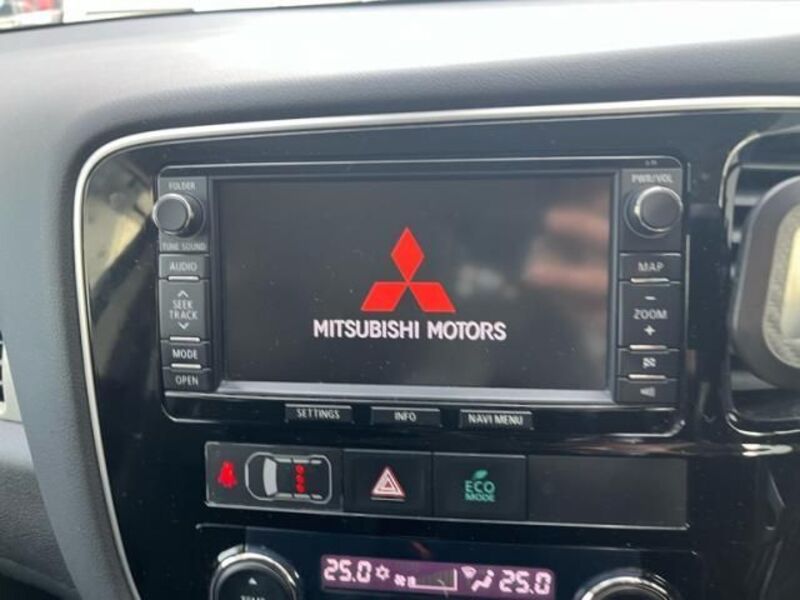 FOLDER
TUNE SOUND
AUDIO
SEEK
TRACK
MODE
OPEN
MITSUBISHI MOTORS
PWR/VOL
MAP
ZOOM
SETTINGS
INFO
NAVI MENU
ECO
MODE
25.0
25.0